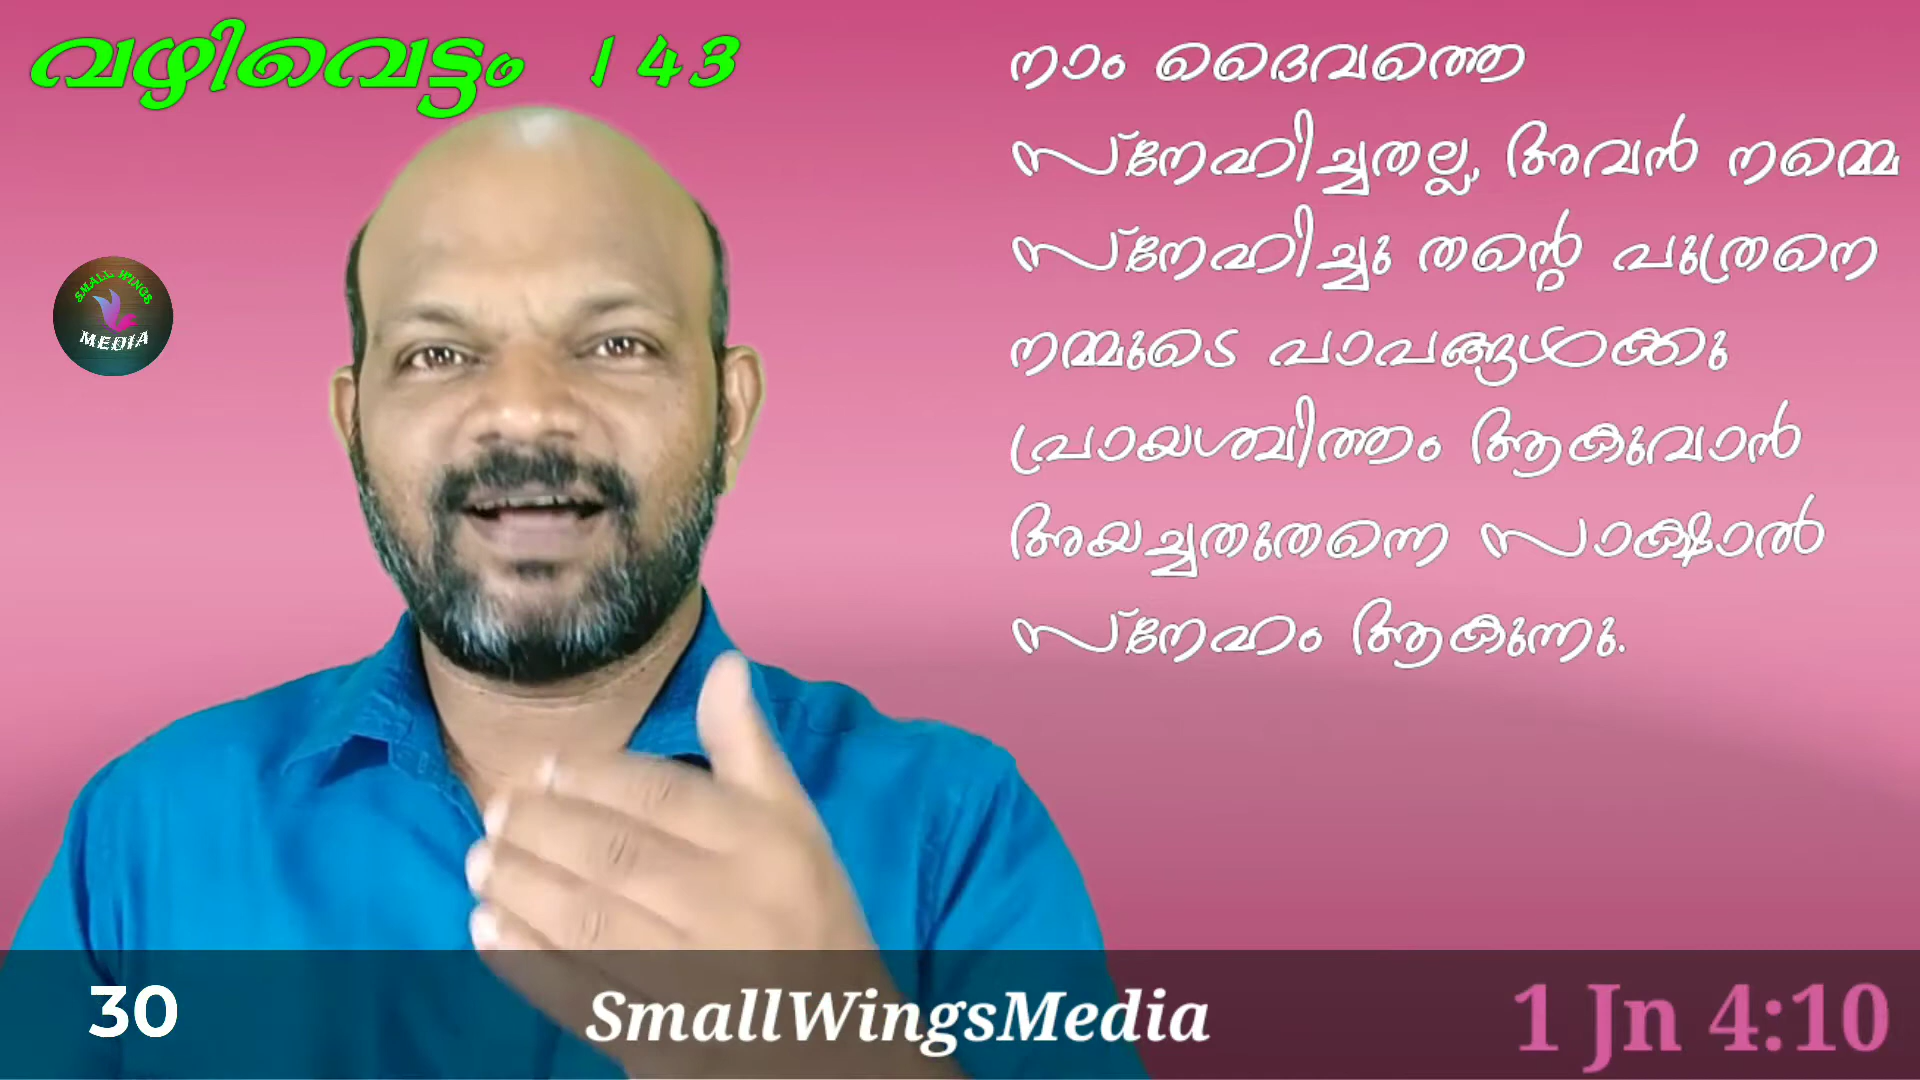 വഴിവെട്ടം 143
നാം ദൈവത്തെ
സ്നേഹിച്ചതല്ല, അവൻ നമ്മെ
സ്നേഹിച്ചു തന്റെ പുത്രനെ
നമ്മുടെ പാപങ്ങൾക്കു
പ്രായശ്ചിത്തം ആകുവാൻ
അയച്ചതുതന്നെ സാക്ഷാൽ
സ്നേഹം ആകുന്നു.
SMALL WINGS
MEDIA
30
SmallWingsMedia
1 Jn 4:10